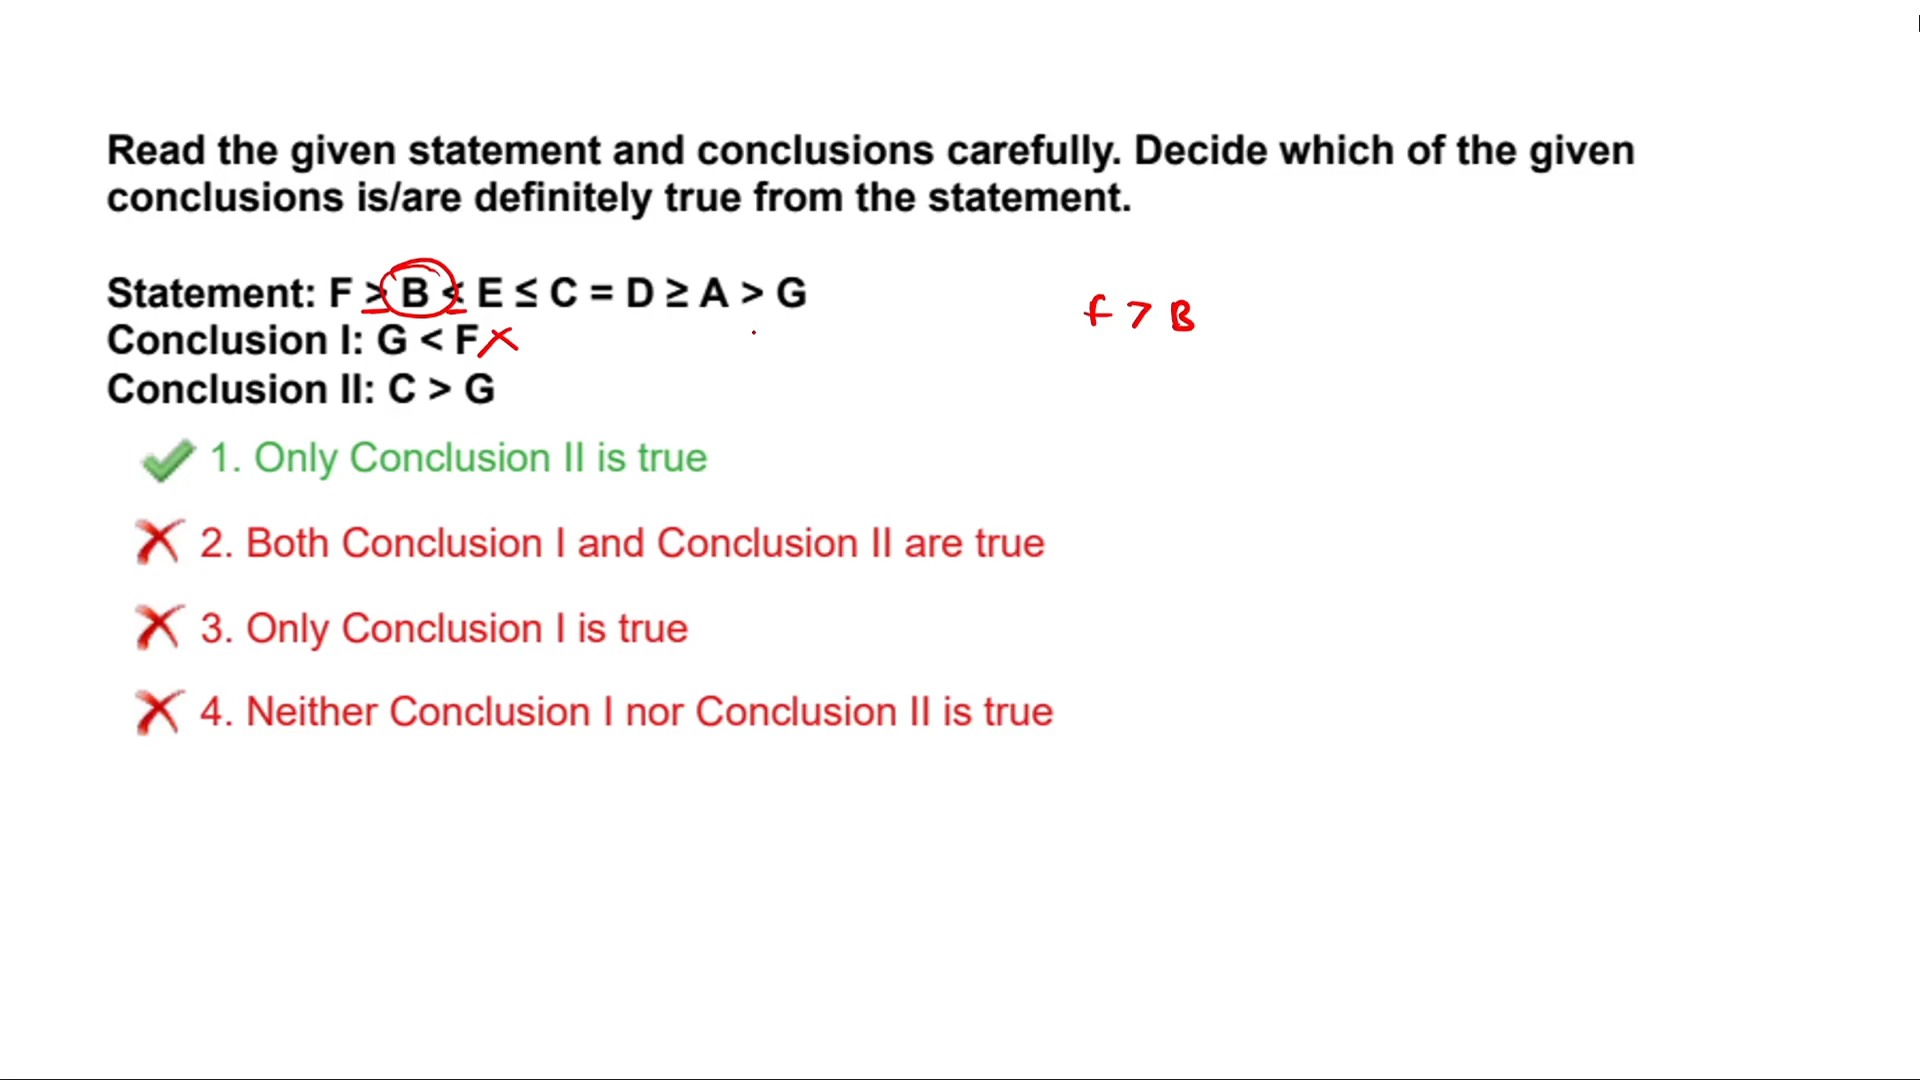 Read the given statement and conclusions carefully. Decide which of the given
conclusions is/are definitely true from the statement.
Statement: F > B < E ≤ C = D ≥ A > G
F > B
Conclusion I: G < F ×
Conclusion II: C > G
1. Only Conclusion II is true
2. Both Conclusion I and Conclusion II are true
3. Only Conclusion I is true
4. Neither Conclusion I nor Conclusion II is true